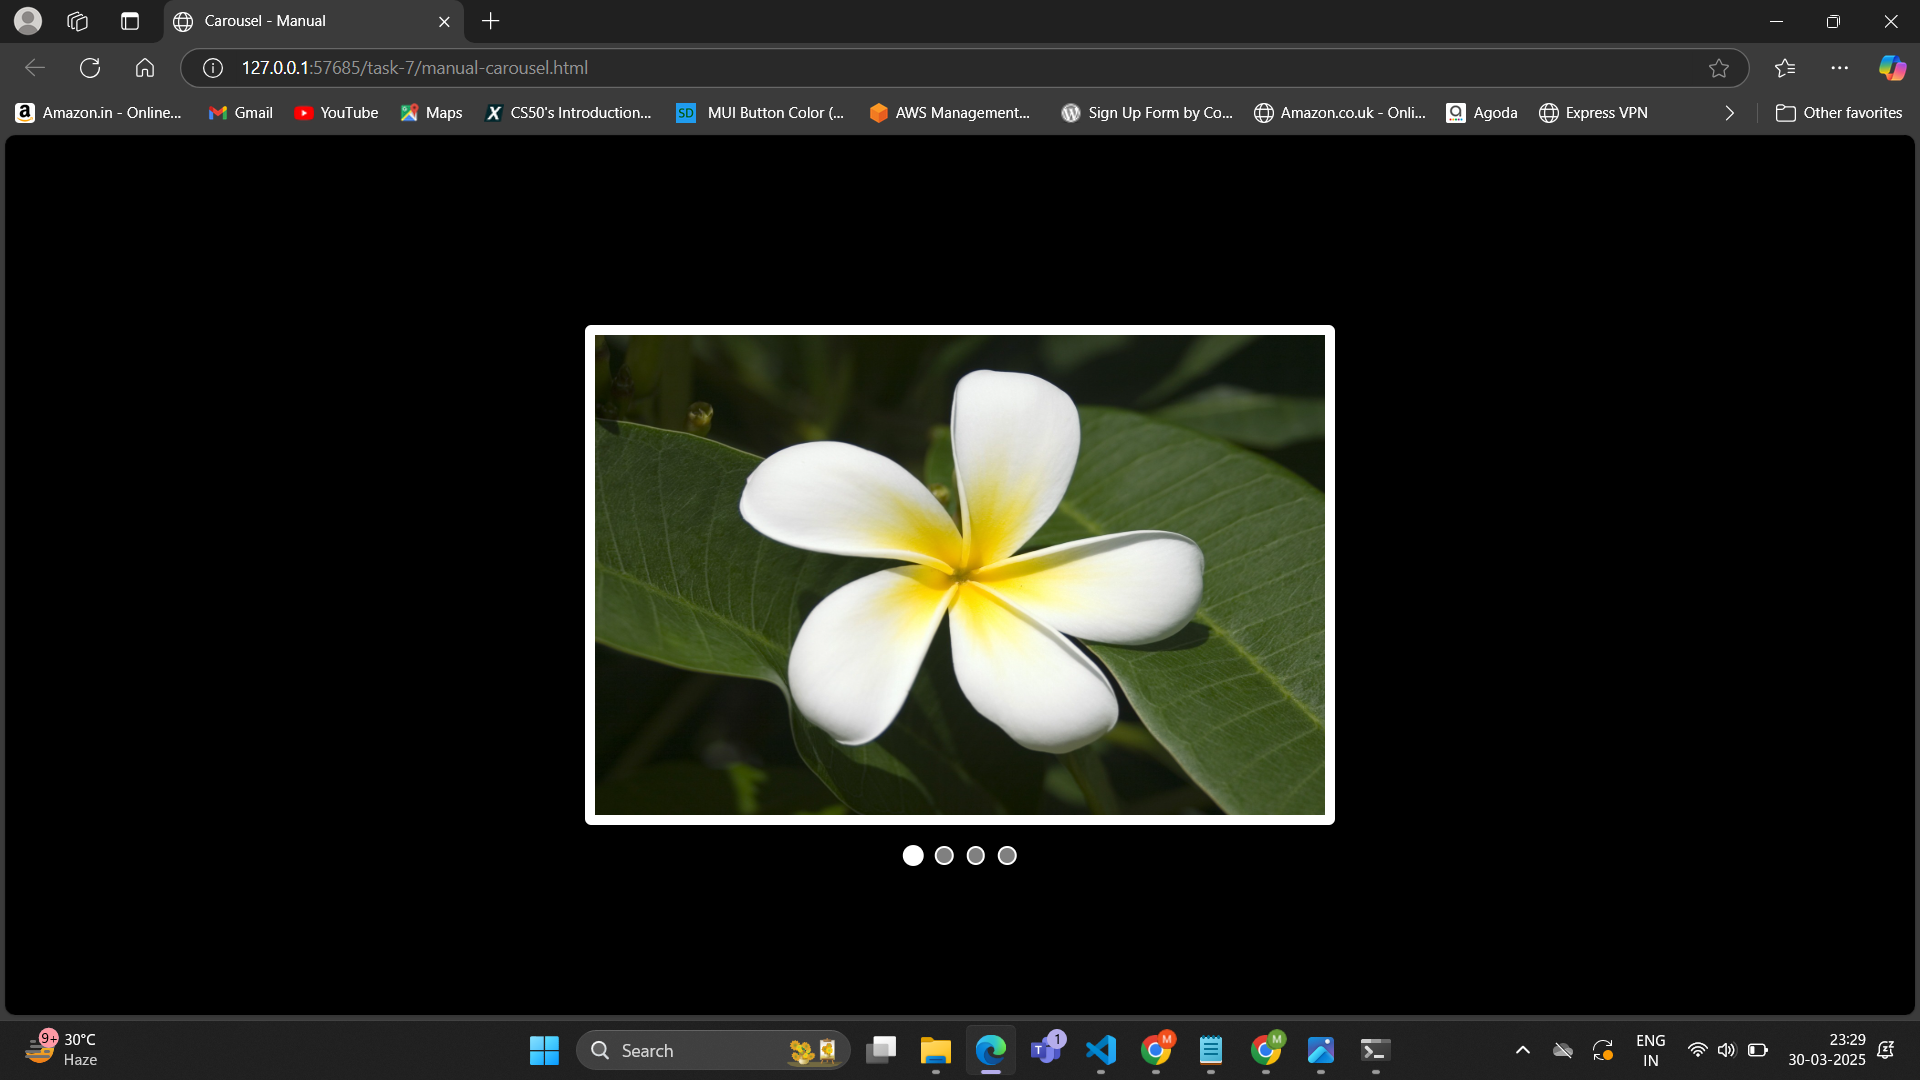 Carousel - Manual
127.0.0.1:57685/task-7/manual-carousel.html
Amazon.in - Online... Gmail YouTube Maps CS50's Introduction... SD MUI Button Color (... AWS Management... Sign Up Form by Co... Amazon.co.uk - Onli... Agoda Express VPN Other favorites
9+ 30°C
Haze
Search
T 1
M
M
ENG
IN
23:29
30-03-2025